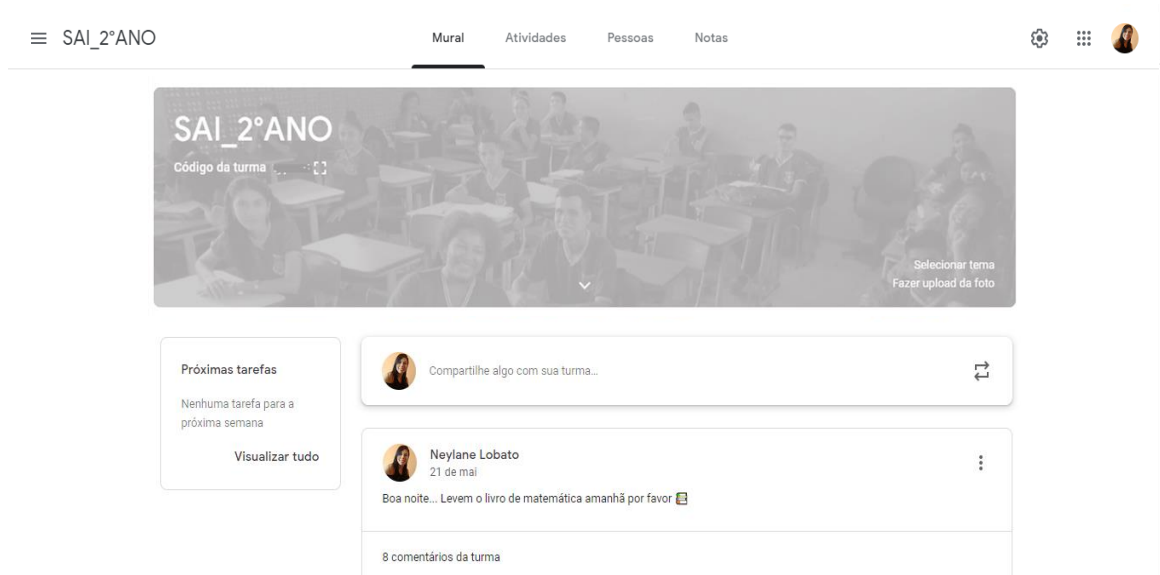 SAI_2°ANO
Mural Atividades Pessoas Notas
SAI_2°ANO
Código da turma
Selecionar tema
Fazer upload da foto
Próximas tarefas
Nenhuma tarefa para a
próxima semana
Visualizar tudo
Compartilhe algo com sua turma...
Neylane Lobato
21 de mai
Boa noite... Levem o livro de matemática amanhã por favor 📚
8 comentários da turma